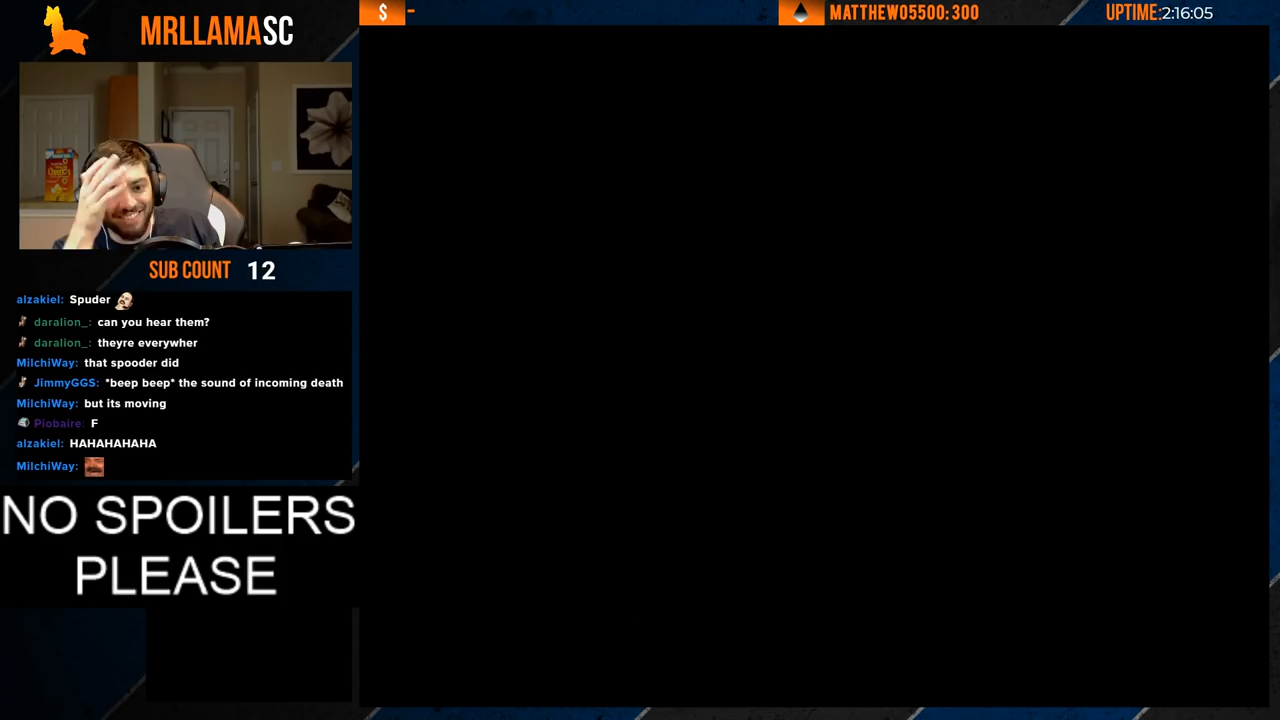 MRLLAMASC
$ -
MATTHEW05500: 300
UPTIME:2:16:05
SUB COUNT 12
alzakiel: Spuder
daralion_: can you hear them?
daralion_: theyre everywher
MilchiWay: that spooder did
JimmyGGS: *beep beep* the sound of incoming death
MilchiWay: but its moving
Piobaire: F
alzakiel: HAHAHAHAHA
MilchiWay:
NO SPOILERS
PLEASE
Cheerios